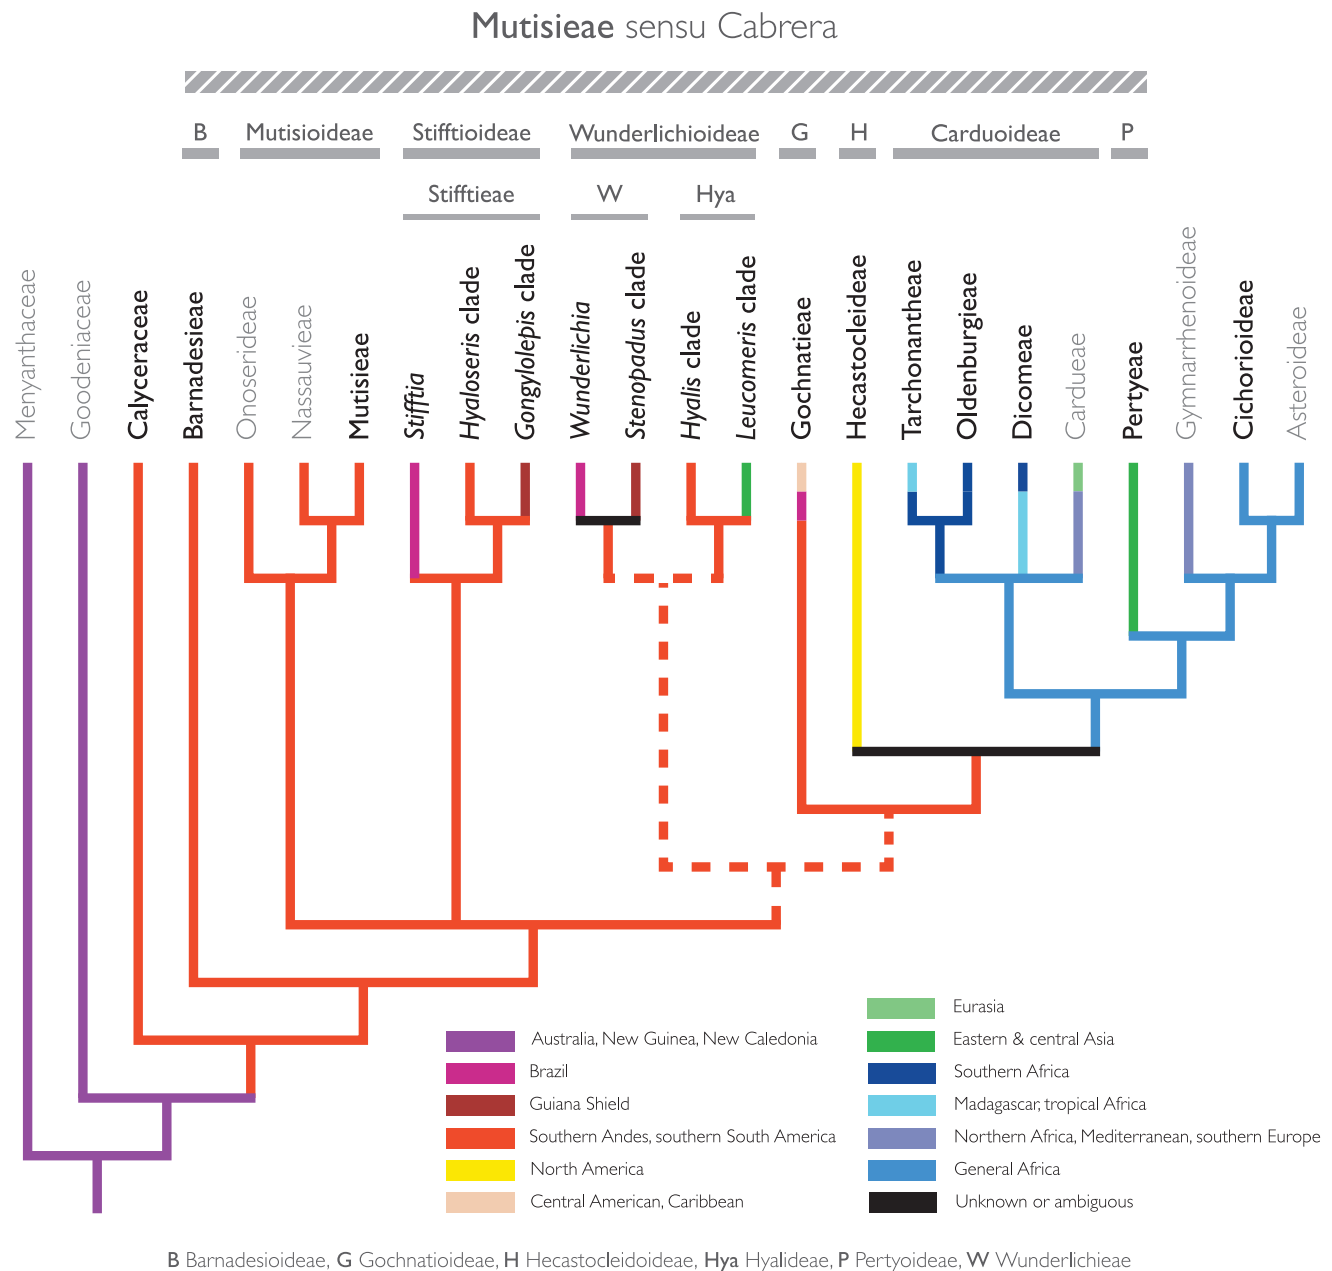 Mutisieae sensu Cabrera
B Mutisioideae Stifftioideae Wunderlichioideae G H Carduoideae P
Stifftieae W Hya
Menyanthaceae
Goodeniaceae
Calyceraceae
Barnadesieae
Onoserideae
Nassauvieae
Mutisieae
Stifftia
Hyaloseris clade
Gongylolepis clade
Wunderlichia
Stenopadus clade
Hyalis clade
Leucomeris clade
Gochnatieae
Hecastocleideae
Tarchonantheae
Oldenburgieae
Dicomeae
Cardueae
Pertyeae
Gymnarrhenoideae
Cichorioideae
Asteroideae
Australia, New Guinea, New Caledonia
Brazil
Guiana Shield
Southern Andes, southern South America
North America
Central American, Caribbean
Eurasia
Eastern & central Asia
Southern Africa
Madagascar, tropical Africa
Northern Africa, Mediterranean, southern Europe
General Africa
Unknown or ambiguous
B Barnadesioideae, G Gochnatioideae, H Hecastocleidoideae, Hya Hyalideae, P Pertyoideae, W Wunderlichieae